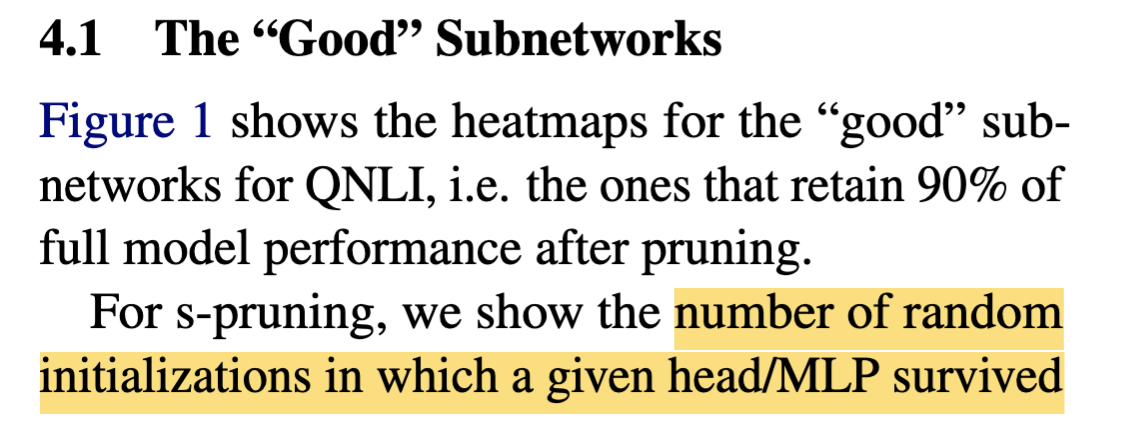 4.1 The “Good” Subnetworks
Figure 1 shows the heatmaps for the “good” sub-
networks for QNLI, i.e. the ones that retain 90% of
full model performance after pruning.
For s-pruning, we show the number of random
initializations in which a given head/MLP survived